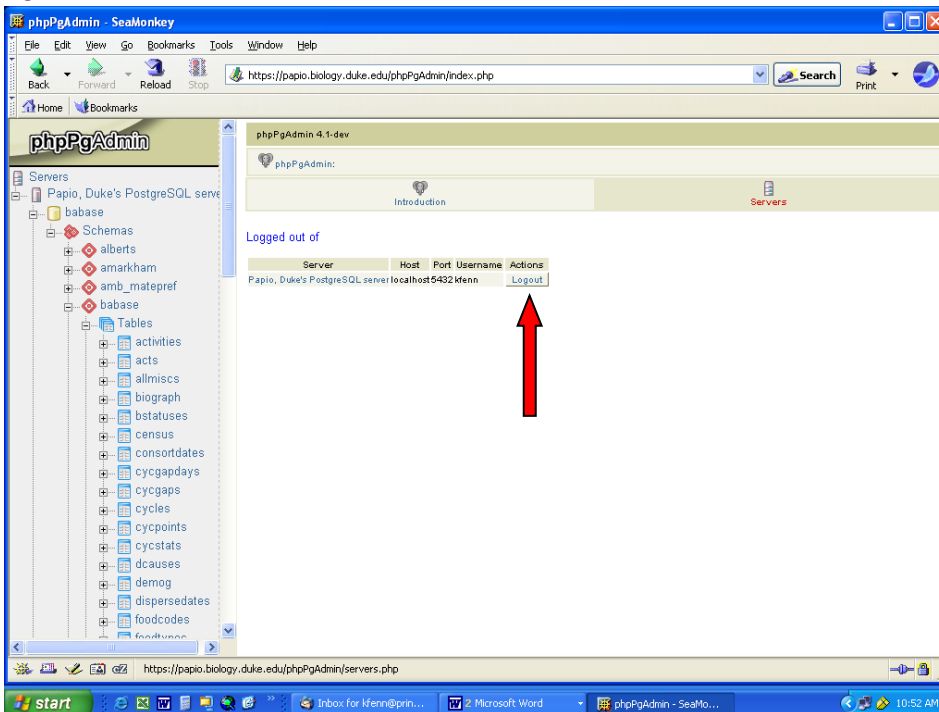 phpPgAdmin - SeaMonkey
File Edit View Go Bookmarks Tools Window Help
Back Forward Reload Stop https://papio.biology.duke.edu/phpPgAdmin/index.php Search Print
Home Bookmarks
phpPgAdmin
Servers
Papio, Duke's PostgreSQL serve
babase
Schemas
alberts
amarkham
amb_matepref
babase
Tables
activities
acts
allmiscs
biograph
bstatuses
census
consortdates
cycgapdays
cycgaps
cycles
cycpoints
cycstats
dcauses
demog
dispersedates
foodcodes
foodtypes
phpPgAdmin 4.1-dev
phpPgAdmin:
Introduction Servers
Logged out of
Server Host Port Username Actions
Papio, Duke's PostgreSQL server localhost 5432 kfenn Logout
https://papio.biology.duke.edu/phpPgAdmin/servers.php
start Inbox for kfenn@prin... 2 Microsoft Word phpPgAdmin - SeaMo... 10:52 AM